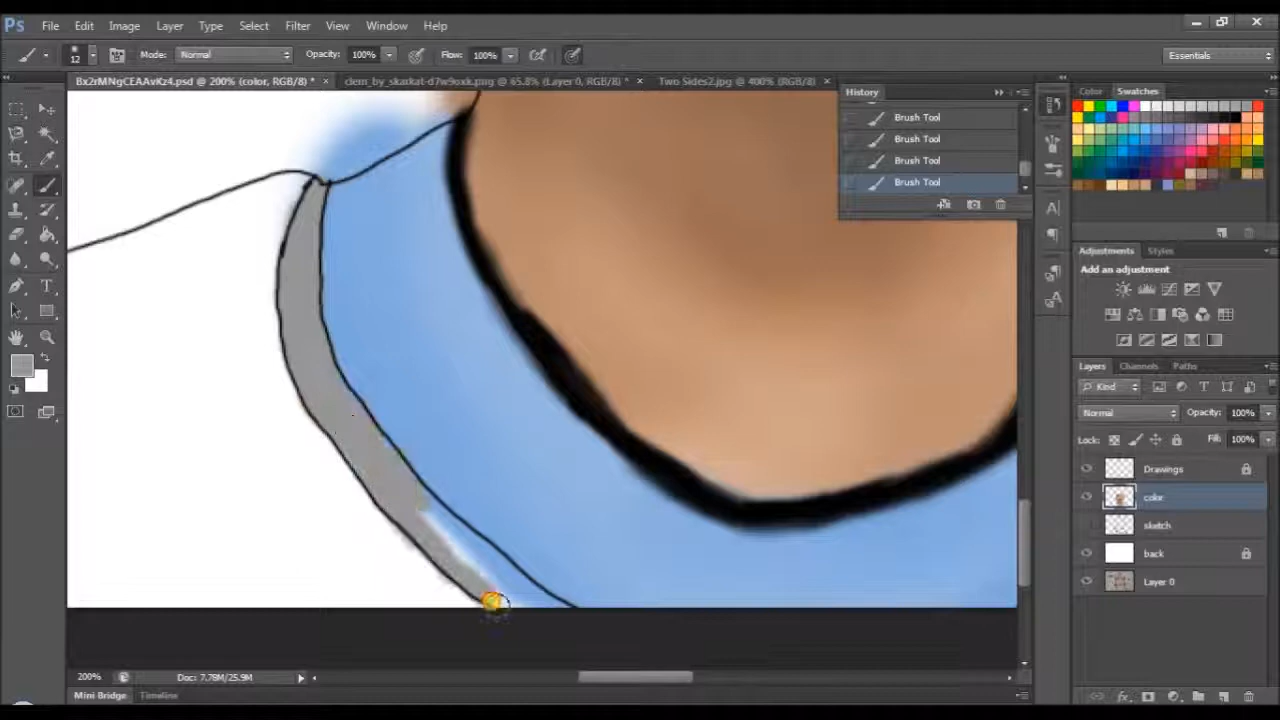 Ps File Edit Image Layer Type Select Filter View Window Help
12 Mode: Normal Opacity: 100% Flow: 100% Essentials
Bx2rMNgCEAAvKz4.psd @ 200% (color, RGB/8) * × clem_by_skarkat-d7w9oxk.png @ 65.8% (Layer 0, RGB/8) * × Two Sides2.jpg @ 400% (RGB/8) ×
History
Color Swatches
Brush Tool
Brush Tool
Brush Tool
Brush Tool
Adjustments Styles
Add an adjustment
Layers Channels Paths
Kind
Normal Opacity: 100%
Lock: Fill: 100%
Drawings
color
sketch
back
Layer 0
200% Doc: 7.78M/25.9M
Mini Bridge Timeline